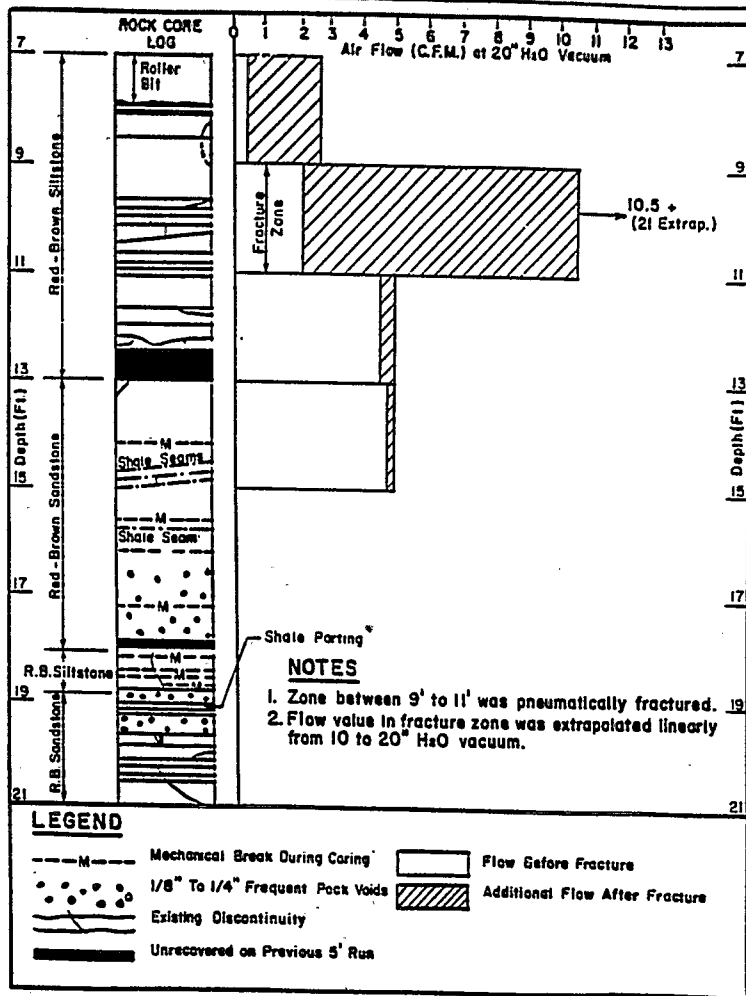 ROCK CORE
LOG
0 1 2 3 4 5 6 7 8 9 10 11 12 13
Air Flow (C.F.M.) at 20" H2O Vacuum
7
7
Roller
Bit
9
9
Red-Brown Siltstone
Fracture
Zone
10.5 +
(21 Extrap.)
11
11
13
13
Depth (Ft.)
Depth (Ft)
M
Shale Seams
15
15
Red-Brown Sandstone
M
Shale Seam
17
17
M
Shale Parting*
M
R.B. Siltstone
M
NOTES
19
19
1. Zone between 9' to 11' was pneumatically fractured.
2. Flow value in fracture zone was extrapolated linearly
from 10 to 20" H2O vacuum.
R.B. Sandstone
21
21
LEGEND
M Mechanical Break During Coring
Flow Before Fracture
1/8" To 1/4" Frequent Pock Voids
Additional Flow After Fracture
Existing Discontinuity
Unrecovered on Previous 5' Run